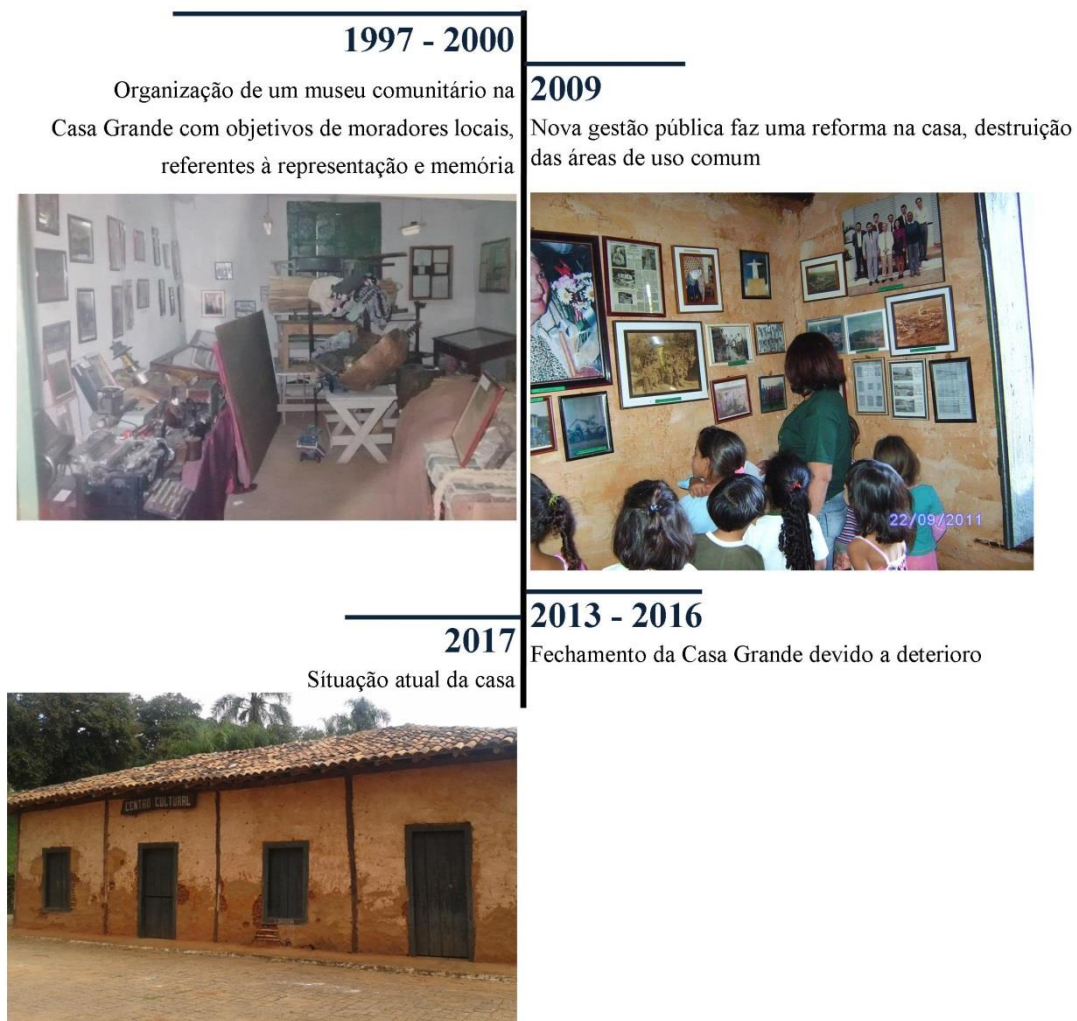 1997 - 2000
Organização de um museu comunitário na
Casa Grande com objetivos de moradores locais,
referentes à representação e memória
2009
Nova gestão pública faz uma reforma na casa, destruição
das áreas de uso comum
22/09/2011
2013 - 2016
Fechamento da Casa Grande devido a deterioro
2017
Sítuação atual da casa
CENTRO CULTURAL